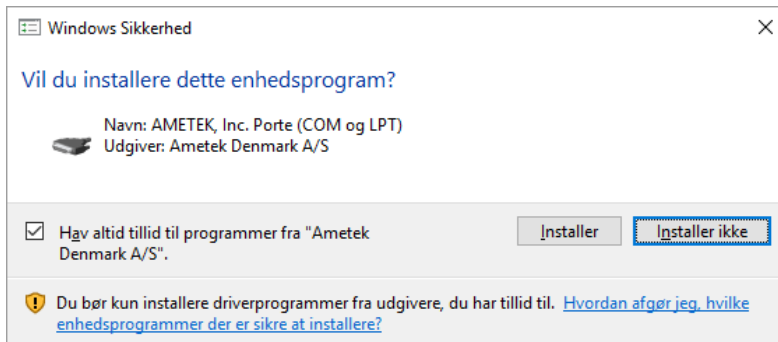 Windows Sikkerhed
Vil du installere dette enhedsprogram?
Navn: AMETEK, Inc. Porte (COM og LPT)
Udgiver: Ametek Denmark A/S
Hav altid tillid til programmer fra "Ametek
Denmark A/S".
Installer
Installer ikke
Du bør kun installere driverprogrammer fra udgivere, du har tillid til. Hvordan afgør jeg, hvilke
enhedsprogrammer der er sikre at installere?